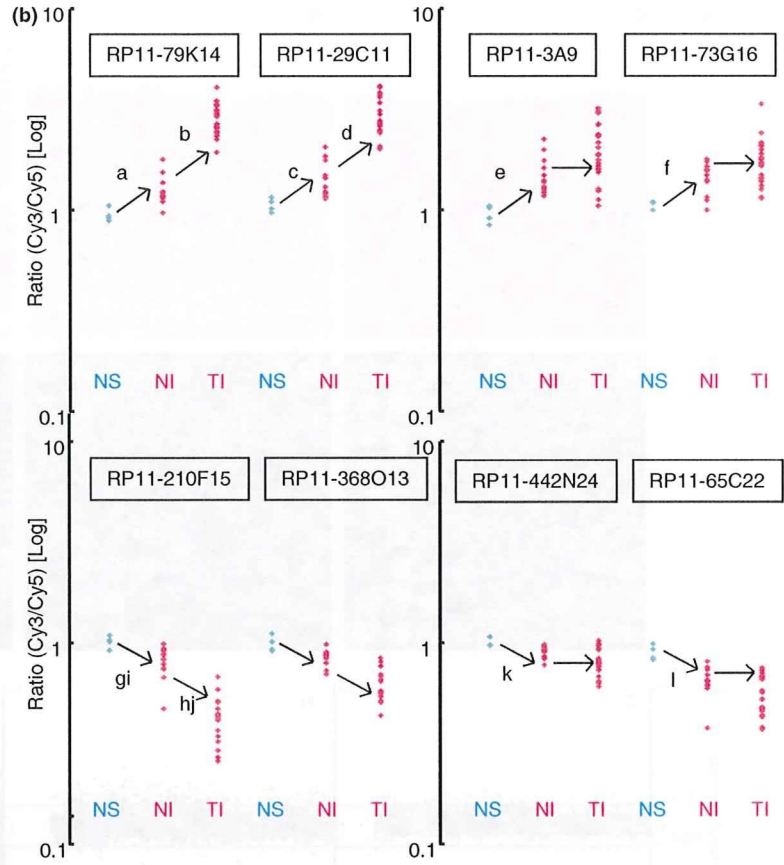 (b)
10
RP11-79K14 RP11-29C11 RP11-3A9 RP11-73G16
Ratio (Cy3/Cy5) [Log]
a b c d e f
1 1
NS NI TI NS NI TI NS NI TI NS NI TI
0.1 0.1
10 10
RP11-210F15 RP11-368O13 RP11-442N24 RP11-65C22
Ratio (Cy3/Cy5) [Log]
1 1
gi hj k l
NS NI TI NS NI TI NS NI TI NS NI TI
0.1 0.1
10